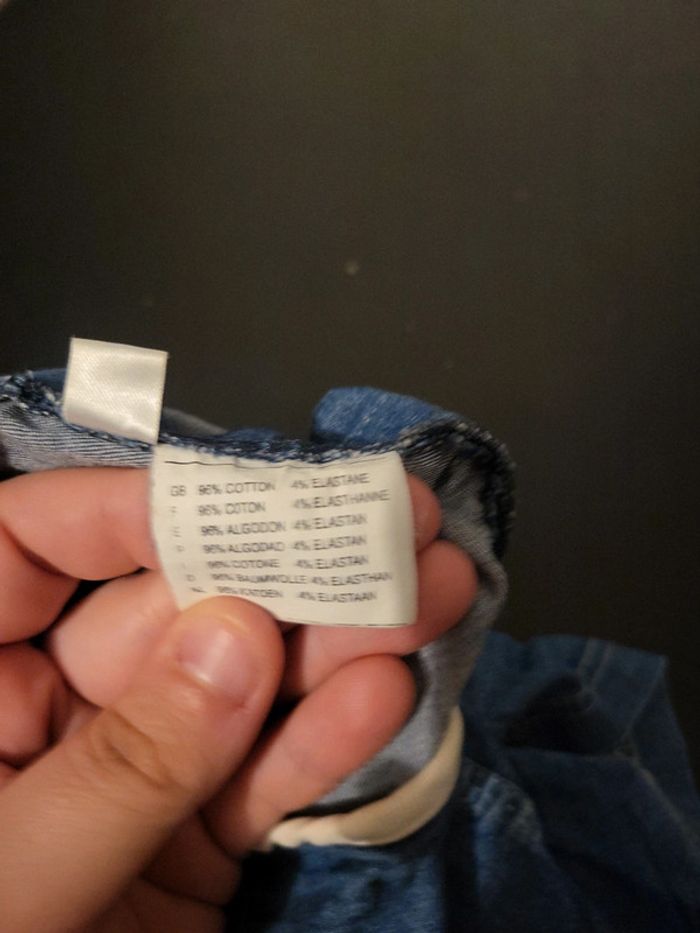 GB 96% COTTON 4% ELASTANE
F 96% COTON 4% ELASTHANNE
E 96% ALGODON 4% ELASTAN
P 96% ALGODAO 4% ELASTAN
I 96% COTONE 4% ELASTAN
D 96% BAUMWOLLE 4% ELASTHAN
NL 96% KATOEN 4% ELASTAAN